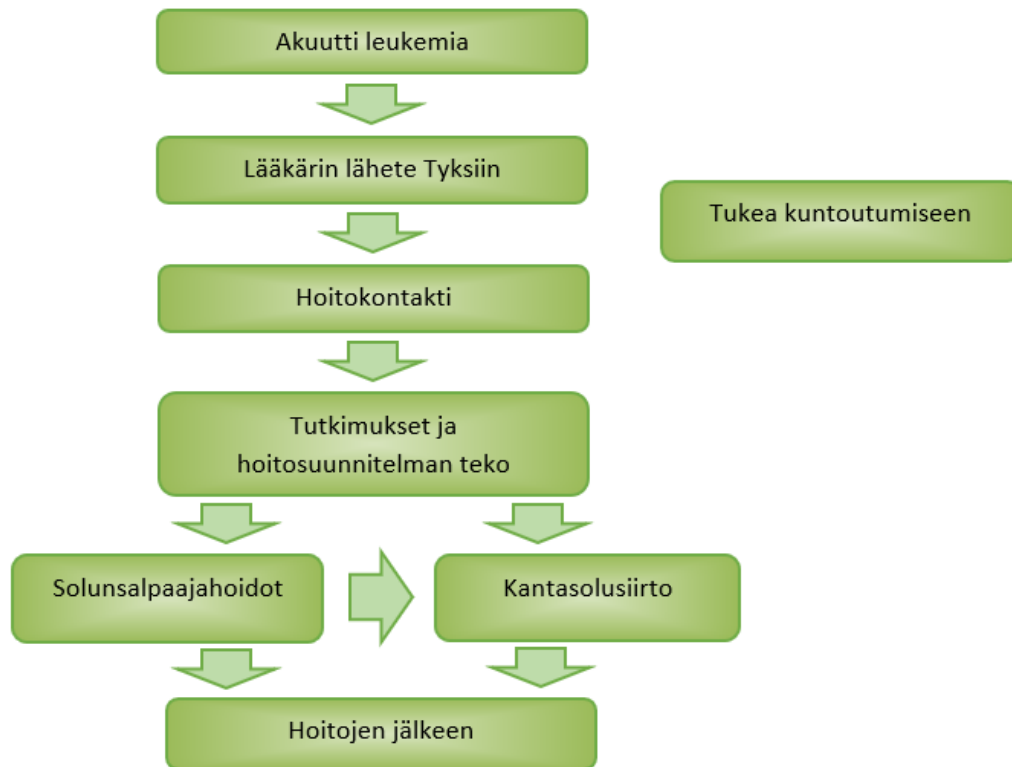 Akuutti leukemia
Lääkärin lähete Tyksiin
Tukea kuntoutumiseen
Hoitokontakti
Tutkimukset ja
hoitosuunnitelman teko
Solunsalpaajahoidot
Kantasolusiirto
Hoitojen jälkeen